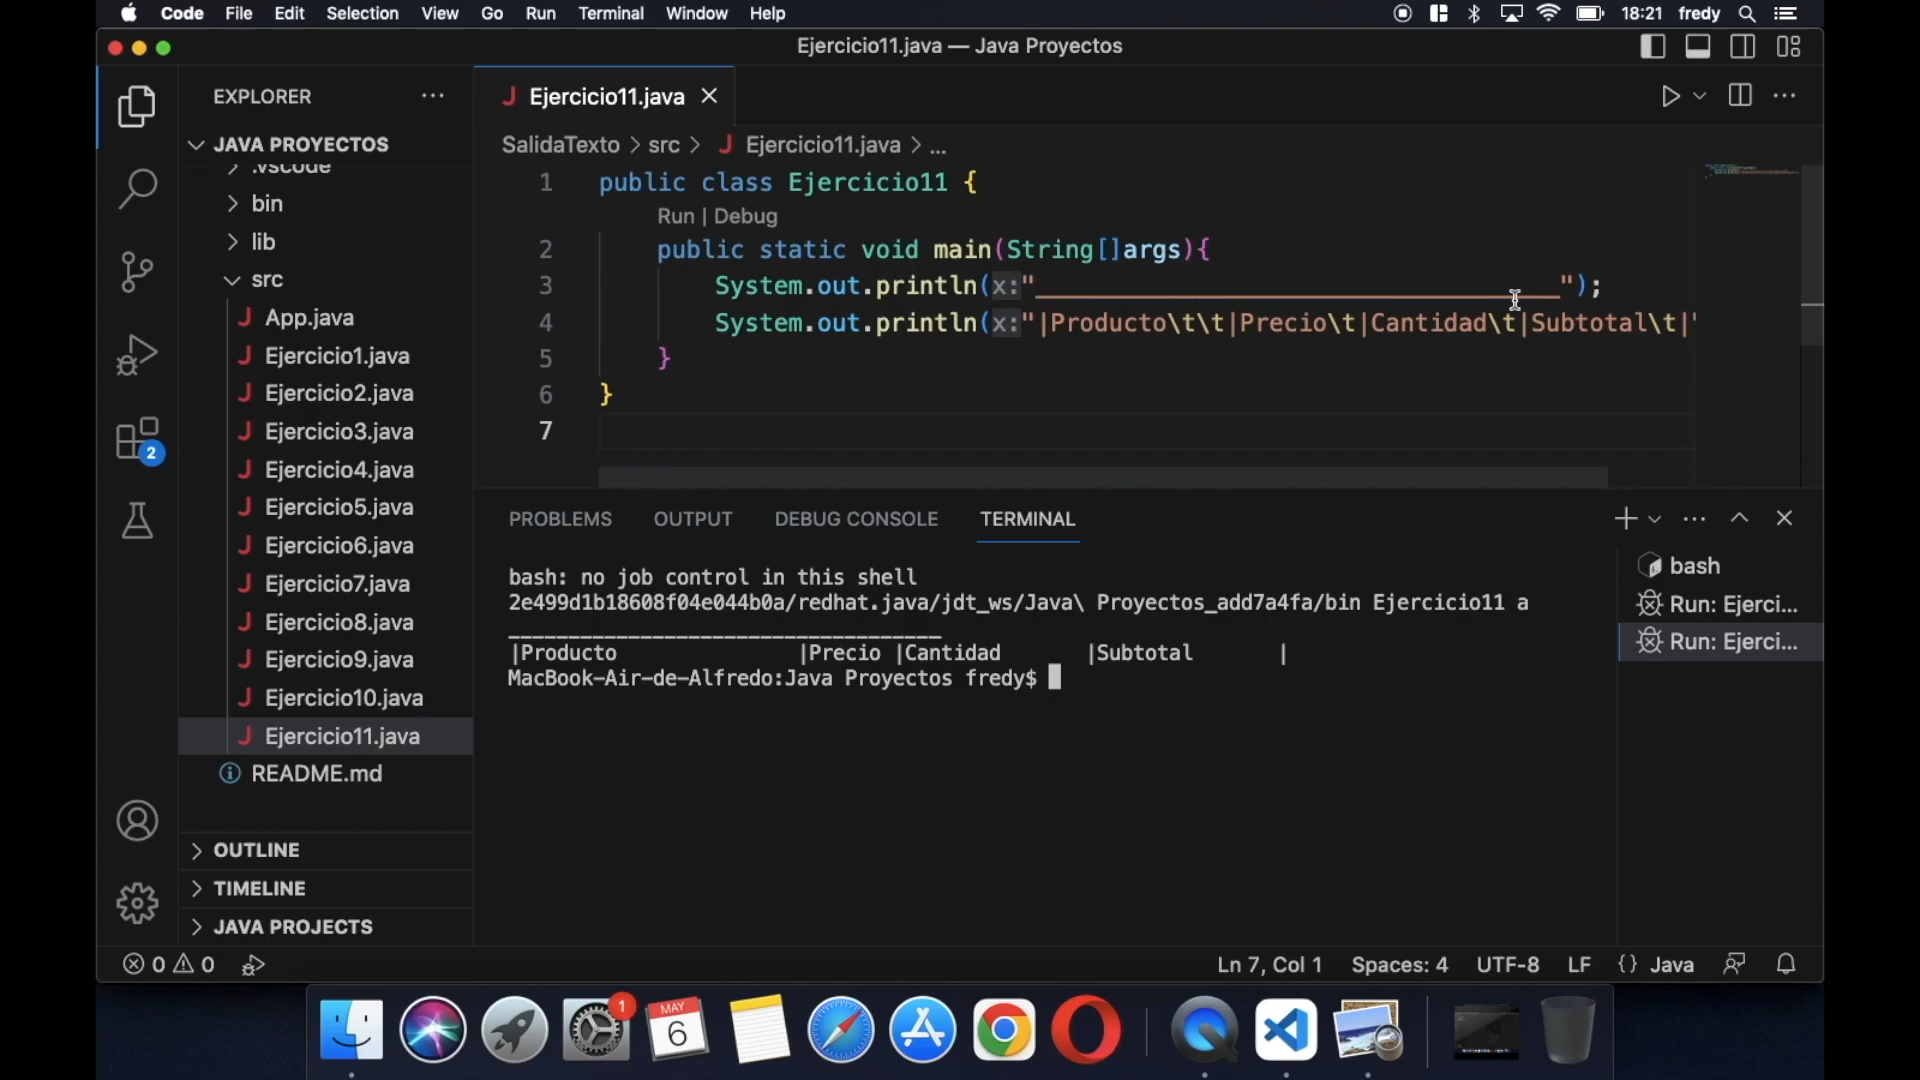 Code File Edit Selection View Go Run Terminal Window Help 18:21 fredy
Ejercicio11.java — Java Proyectos
EXPLORER
Ejercicio11.java
JAVA PROYECTOS
SalidaTexto > src > Ejercicio11.java > ...
.vscode
bin
lib
src
App.java
Ejercicio1.java
Ejercicio2.java
Ejercicio3.java
Ejercicio4.java
Ejercicio5.java
Ejercicio6.java
Ejercicio7.java
Ejercicio8.java
Ejercicio9.java
Ejercicio10.java
Ejercicio11.java
README.md
OUTLINE
TIMELINE
JAVA PROJECTS
1 public class Ejercicio11 {
Run | Debug
2 public static void main(String[]args){
3 System.out.println(x:"____________________________________");
4 System.out.println(x:"|Producto\t\t|Precio\t|Cantidad\t|Subtotal\t|"
5 }
6 }
7
PROBLEMS OUTPUT DEBUG CONSOLE TERMINAL
bash: no job control in this shell
2e499d1b18608f04e044b0a/redhat.java/jdt_ws/Java\ Proyectos_add7a4fa/bin Ejercicio11 a
____________________________________
|Producto |Precio |Cantidad |Subtotal |
MacBook-Air-de-Alfredo:Java Proyectos fredy$
bash
Run: Ejerci...
Run: Ejerci...
2
0 0 Ln 7, Col 1 Spaces: 4 UTF-8 LF {} Java
1
MAY
6